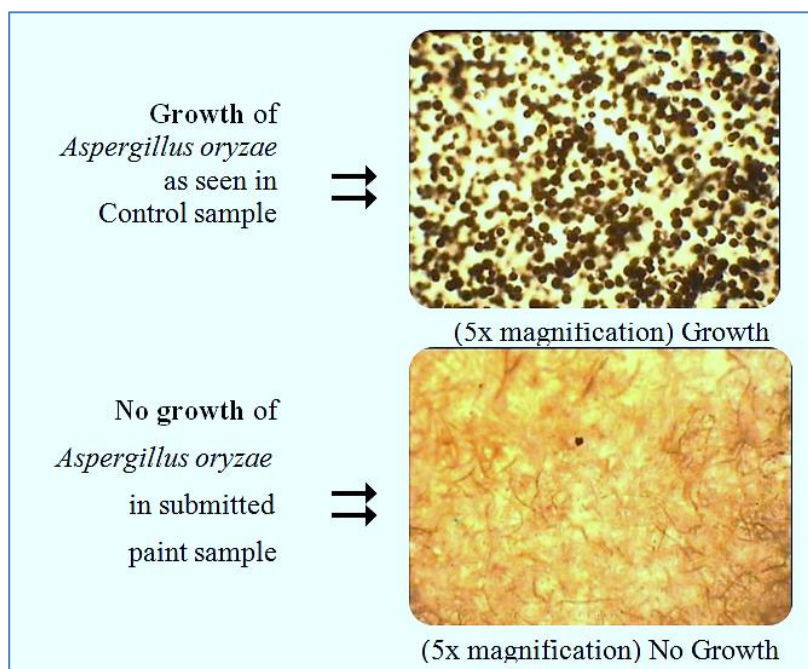 Growth of
Aspergillus oryzae
as seen in
Control sample
(5x magnification) Growth
No growth of
Aspergillus oryzae
in submitted
paint sample
(5x magnification) No Growth